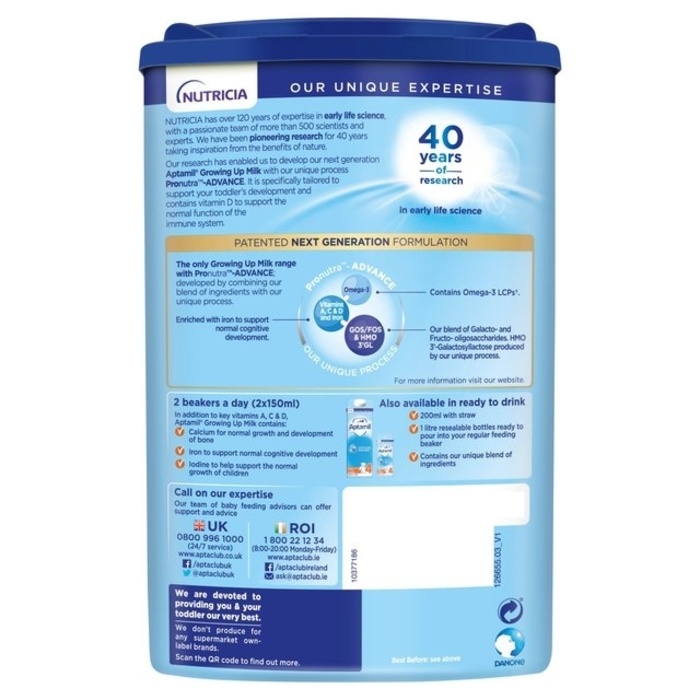 NUTRICIA
OUR UNIQUE EXPERTISE
NUTRICIA has over 120 years of expertise in early life science,
with a passionate team of more than 500 scientists and
experts. We have been pioneering research for 40 years
taking inspiration from the benefits of nature.
Our research has enabled us to develop our next generation
Aptamil® Growing Up Milk with our unique process
Pronutra™-ADVANCE. It is specifically tailored to
support your toddler's development and
contains vitamin D to support the
normal function of the
immune system.
40
years
-of-
research
in early life science
PATENTED NEXT GENERATION FORMULATION
The only Growing Up Milk range
with Pronutra™-ADVANCE;
developed by combining our
blend of ingredients with our
unique process.
Enriched with iron to support
normal cognitive
development.
Pronutra™- ADVANCE
Omega-3
Vitamins
A, C & D
and Iron
GOS/FOS
& HMO
3'GL
OUR UNIQUE PROCESS
Contains Omega-3 LCPs†.
Our blend of Galacto- and
Fructo- oligosaccharides. HMO
3'-Galactosyllactose produced
by our unique process.
For more information visit our website.
2 beakers a day (2x150ml)
In addition to key vitamins A, C & D,
Aptamil® Growing Up Milk contains:
Calcium for normal growth and development
of bone
Iron to support normal cognitive development
Iodine to help support the normal
growth of children
Aptamil
Also available in ready to drink
200ml with straw
1 litre resealable bottles ready to
pour into your regular feeding
beaker
Contains our unique blend of
ingredients
Call on our expertise
Our team of baby feeding advisors can offer
support and advice
UK
0800 996 1000
(24/7 service)
www.aptaclub.co.uk
/aptaclubuk
@aptaclubuk
ROI
1 800 22 12 34
(8:00-20:00 Monday-Friday)
www.aptaclub.ie
/aptaclubireland
ask@aptaclub.ie
10377186
126655.03_V1
We are devoted to
providing you & your
toddler our very best.
We don't produce for
any supermarket own-
label brands.
Scan the QR code to find out more.
Best Before: see above
DANONE